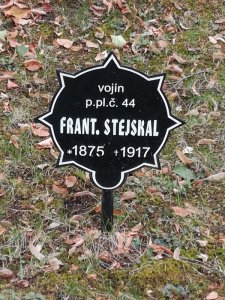 vojín
p.pl.č. 44
FRANT. STEJSKAL
*1875 +1917